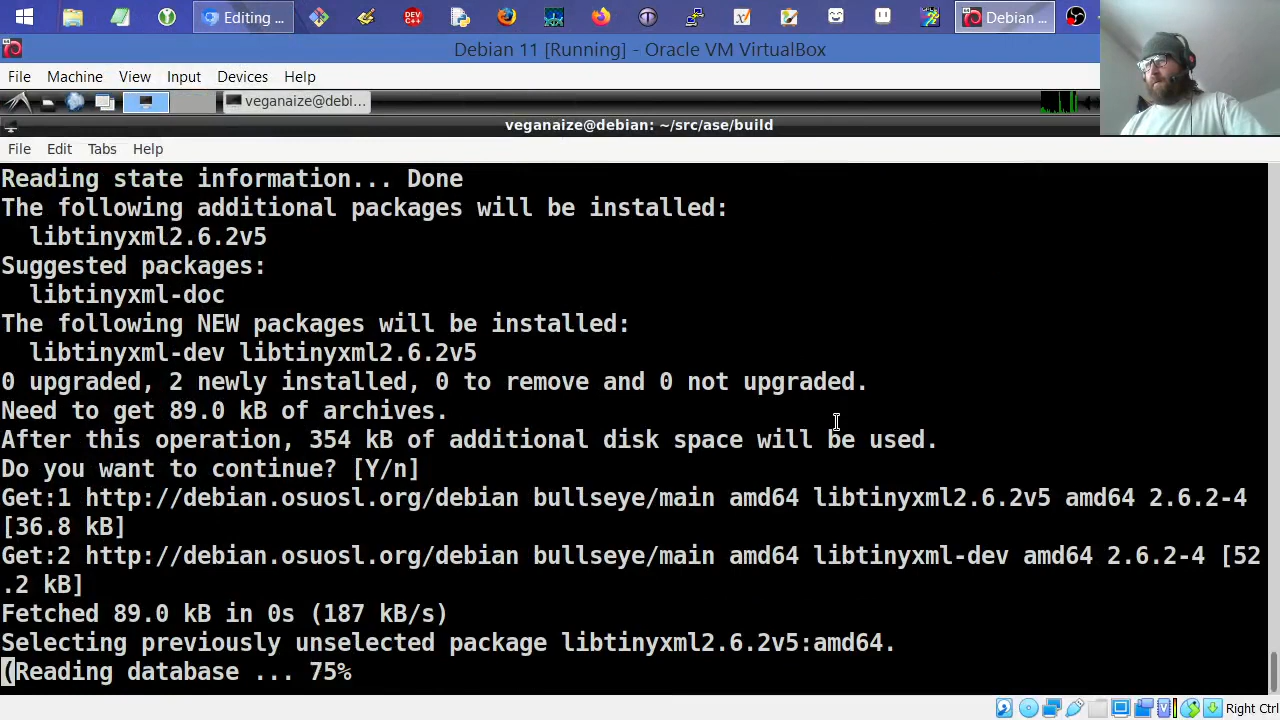 Editing ...
Debian ...
Debian 11 [Running] - Oracle VM VirtualBox
File Machine View Input Devices Help
veganaize@debi...
veganaize@debian: ~/src/ase/build
File Edit Tabs Help
Reading state information... Done
The following additional packages will be installed:
libtinyxml2.6.2v5
Suggested packages:
libtinyxml-doc
The following NEW packages will be installed:
libtinyxml-dev libtinyxml2.6.2v5
0 upgraded, 2 newly installed, 0 to remove and 0 not upgraded.
Need to get 89.0 kB of archives.
After this operation, 354 kB of additional disk space will be used.
Do you want to continue? [Y/n]
Get:1 http://debian.osuosl.org/debian bullseye/main amd64 libtinyxml2.6.2v5 amd64 2.6.2-4
[36.8 kB]
Get:2 http://debian.osuosl.org/debian bullseye/main amd64 libtinyxml-dev amd64 2.6.2-4 [52
.2 kB]
Fetched 89.0 kB in 0s (187 kB/s)
Selecting previously unselected package libtinyxml2.6.2v5:amd64.
(Reading database ... 75%
Right Ctrl